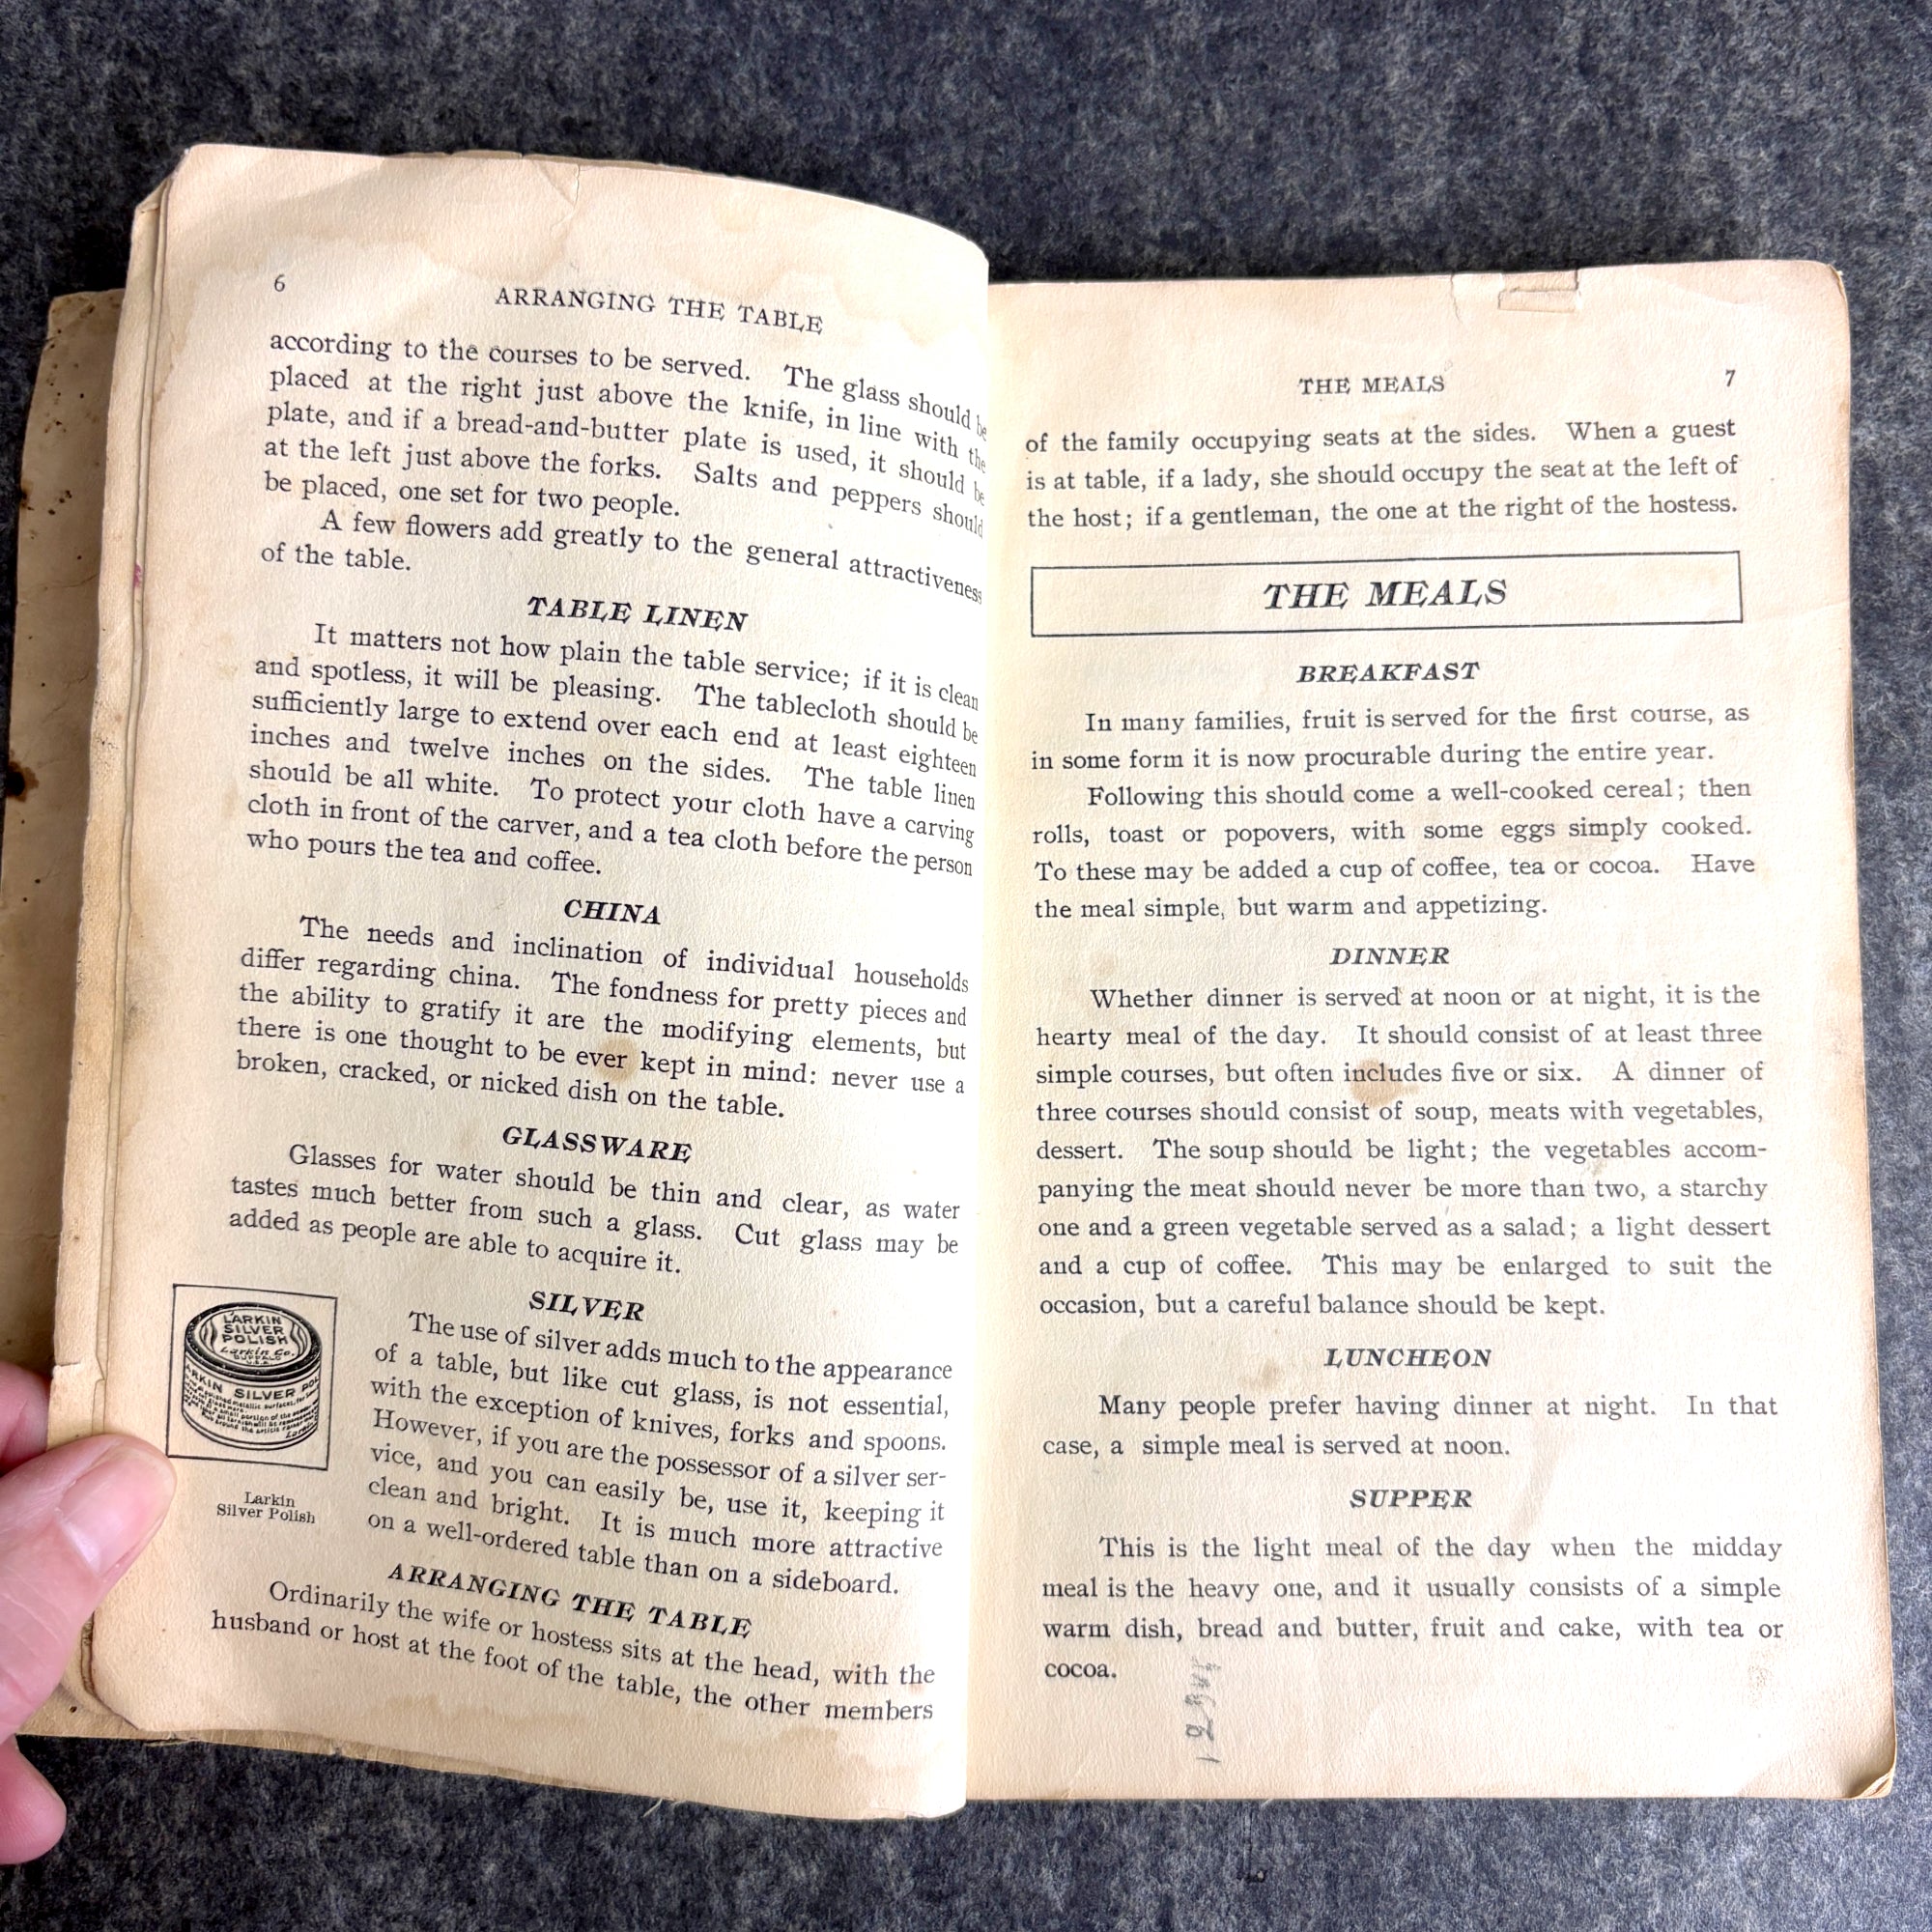 6
ARRANGING THE TABLE
according to the courses to be served. The glass should be
placed at the right just above the knife, in line with the
plate, and if a bread-and-butter plate is used, it should be
at the left just above the forks. Salts and peppers should
be placed, one set for two people.
A few flowers add greatly to the general attractiveness
of the table.
TABLE LINEN
It matters not how plain the table service; if it is clean
and spotless, it will be pleasing. The tablecloth should be
sufficiently large to extend over each end at least eighteen
inches and twelve inches on the sides. The table linen
should be all white. To protect your cloth have a carving
cloth in front of the carver, and a tea cloth before the person
who pours the tea and coffee.
CHINA
The needs and inclination of individual households
differ regarding china. The fondness for pretty pieces and
the ability to gratify it are the modifying elements, but
there is one thought to be ever kept in mind: never use a
broken, cracked, or nicked dish on the table.
GLASSWARE
Glasses for water should be thin and clear, as water
tastes much better from such a glass. Cut glass may be
added as people are able to acquire it.
SILVER
The use of silver adds much to the appearance
of a table, but like cut glass, is not essential,
with the exception of knives, forks and spoons.
However, if you are the possessor of a silver ser-
vice, and you can easily be, use it, keeping it
clean and bright. It is much more attractive
on a well-ordered table than on a sideboard.
LARKIN
SILVER
POLISH
Larkin Co.
BUFFALO
U.S.A.
ARKIN SILVER POL
Larkin
Silver Polish
ARRANGING THE TABLE
Ordinarily the wife or hostess sits at the head, with the
husband or host at the foot of the table, the other members
THE MEALS
7
of the family occupying seats at the sides. When a guest
is at table, if a lady, she should occupy the seat at the left of
the host; if a gentleman, the one at the right of the hostess.
THE MEALS
BREAKFAST
In many families, fruit is served for the first course, as
in some form it is now procurable during the entire year.
Following this should come a well-cooked cereal; then
rolls, toast or popovers, with some eggs simply cooked.
To these may be added a cup of coffee, tea or cocoa. Have
the meal simple, but warm and appetizing.
DINNER
Whether dinner is served at noon or at night, it is the
hearty meal of the day. It should consist of at least three
simple courses, but often includes five or six. A dinner of
three courses should consist of soup, meats with vegetables,
dessert. The soup should be light; the vegetables accom-
panying the meat should never be more than two, a starchy
one and a green vegetable served as a salad; a light dessert
and a cup of coffee. This may be enlarged to suit the
occasion, but a careful balance should be kept.
LUNCHEON
Many people prefer having dinner at night. In that
case, a simple meal is served at noon.
SUPPER
This is the light meal of the day when the midday
meal is the heavy one, and it usually consists of a simple
warm dish, bread and butter, fruit and cake, with tea or
cocoa.